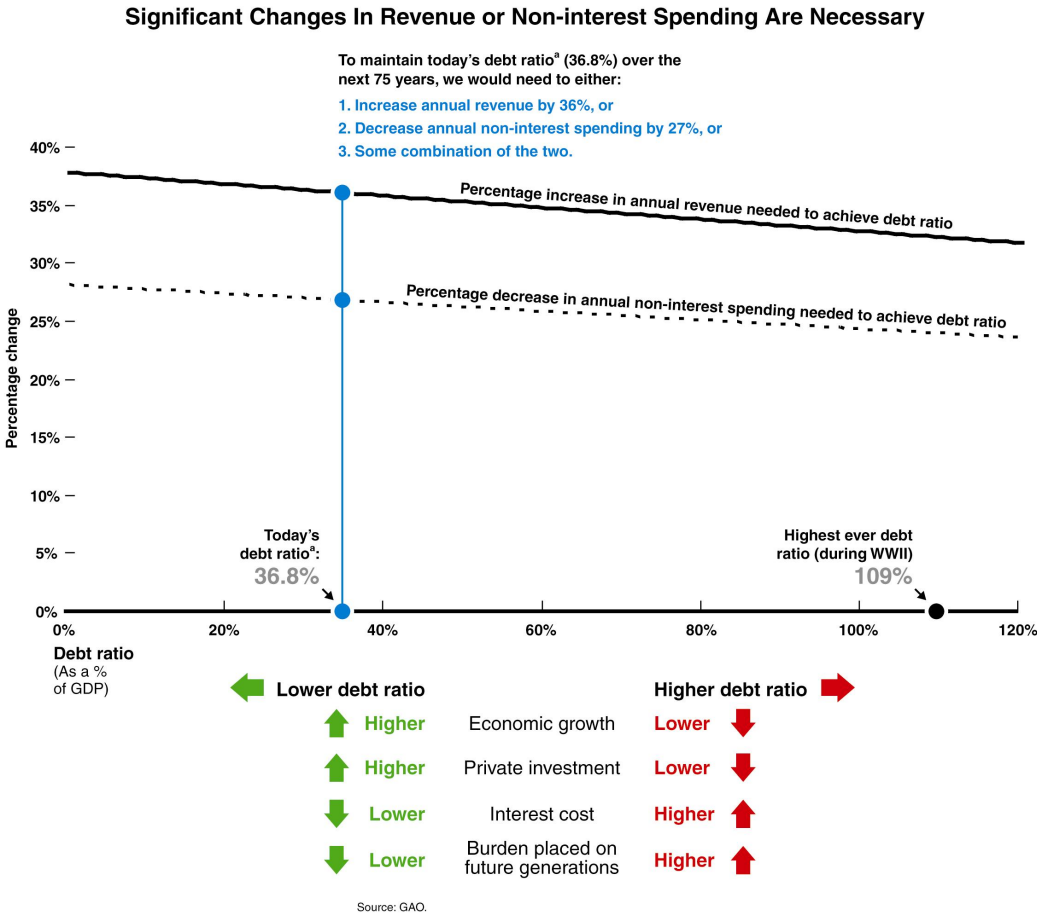 Significant Changes In Revenue or Non-interest Spending Are Necessary
To maintain today's debt ratioª (36.8%) over the
next 75 years, we would need to either:
1. Increase annual revenue by 36%, or
2. Decrease annual non-interest spending by 27%, or
3. Some combination of the two.
Percentage change
40%
35%
30%
25%
20%
15%
10%
5%
0%
Percentage increase in annual revenue needed to achieve debt ratio
Percentage decrease in annual non-interest spending needed to achieve debt ratio
Today's
debt ratioª:
36.8%
Highest ever debt
ratio (during WWII)
109%
0% 20% 40% 60% 80% 100% 120%
Debt ratio
(As a %
of GDP)
Lower debt ratio Higher debt ratio
Higher Economic growth Lower
Higher Private investment Lower
Lower Interest cost Higher
Lower Burden placed on future generations Higher
Source: GAO.